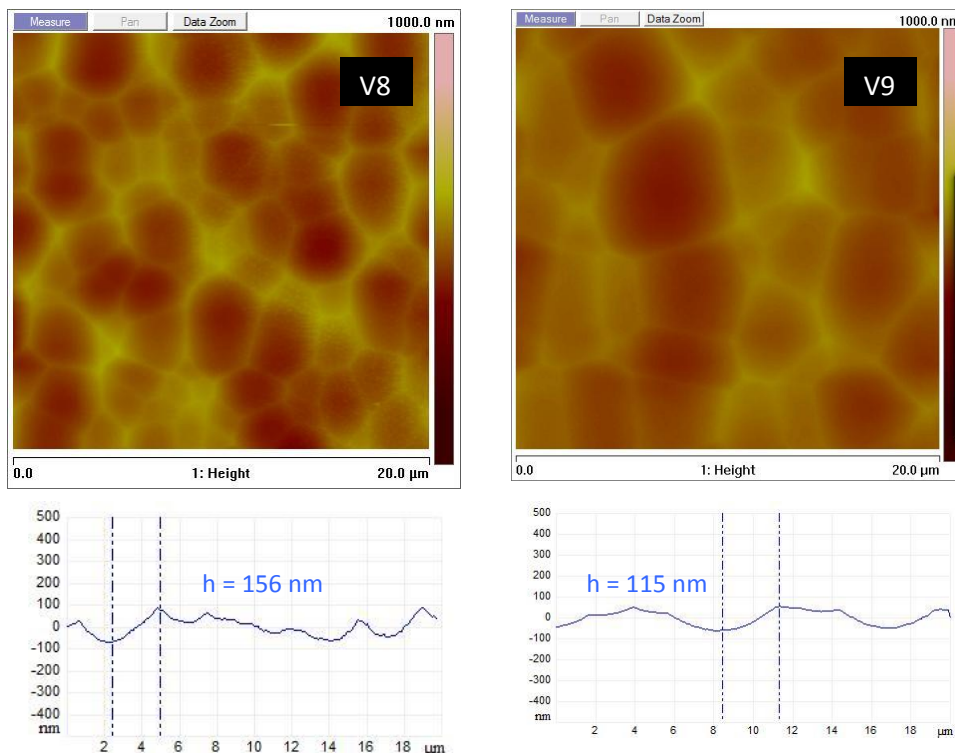 Measure Pan Data Zoom 1000.0 nm
V8
0.0 1: Height 20.0 µm
Measure Pan Data Zoom 1000.0 nm
V9
0.0 1: Height 20.0 µm
500
400
300
200
100
0
-100
-200
-300
-400
nm
h = 156 nm
2 4 6 8 10 12 14 16 18 µm
500
400
300
200
100
0
-100
-200
-300
-400
nm
h = 115 nm
2 4 6 8 10 12 14 16 18 µm